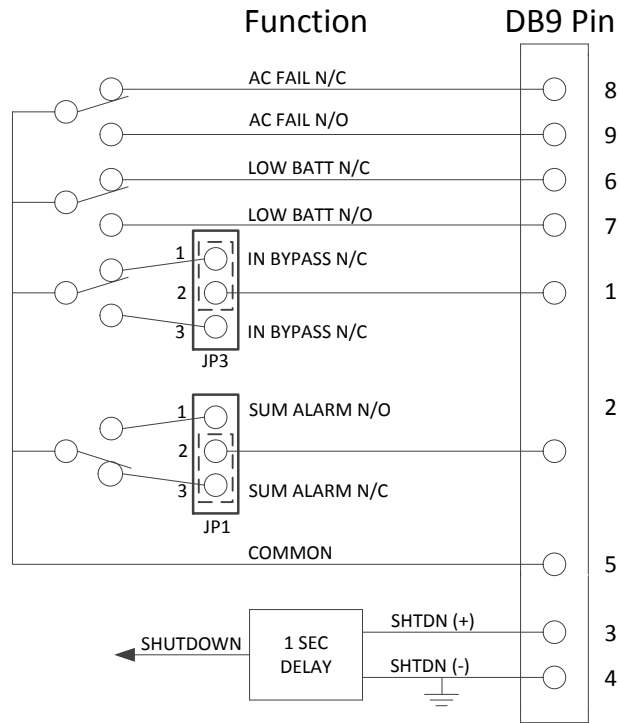 Function DB9 Pin
AC FAIL N/C 8
AC FAIL N/O 9
LOW BATT N/C 6
LOW BATT N/O 7
1 IN BYPASS N/C
2 1
3 IN BYPASS N/C
JP3
2
1 SUM ALARM N/O
2
3 SUM ALARM N/C
JP1
COMMON 5
SHTDN (+) 3
SHUTDOWN 1 SEC
DELAY
SHTDN (-) 4